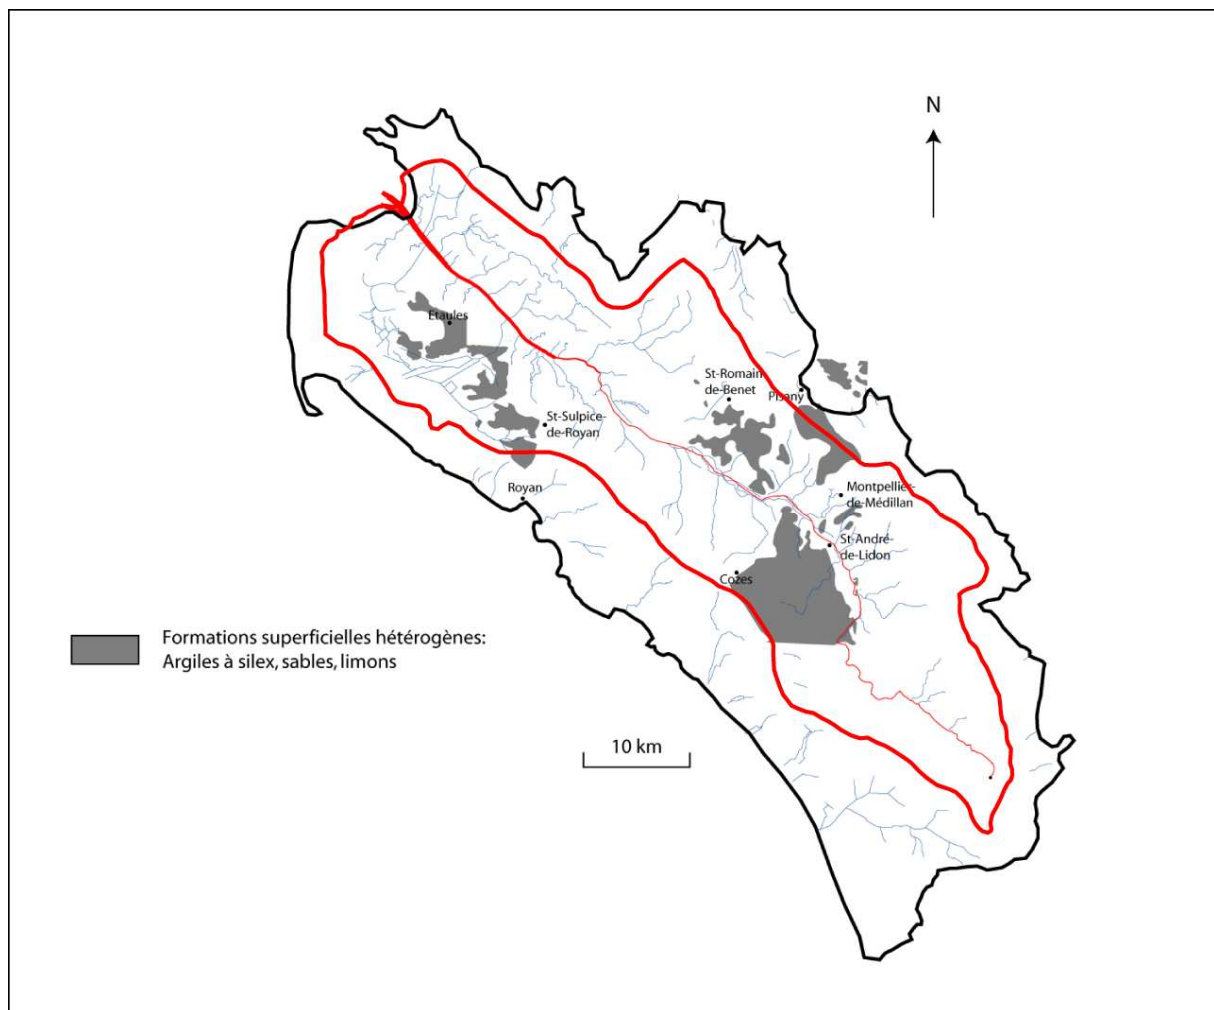 N
Etaules
St-Romain
de-Benet
Pisany
St-Sulpice-
de-Royan
Royan
Montpellier-
de-Médillan
St-André-
de-Lidon
Cozes
Formations superficielles hétérogènes:
Argiles à silex, sables, limons
10 km